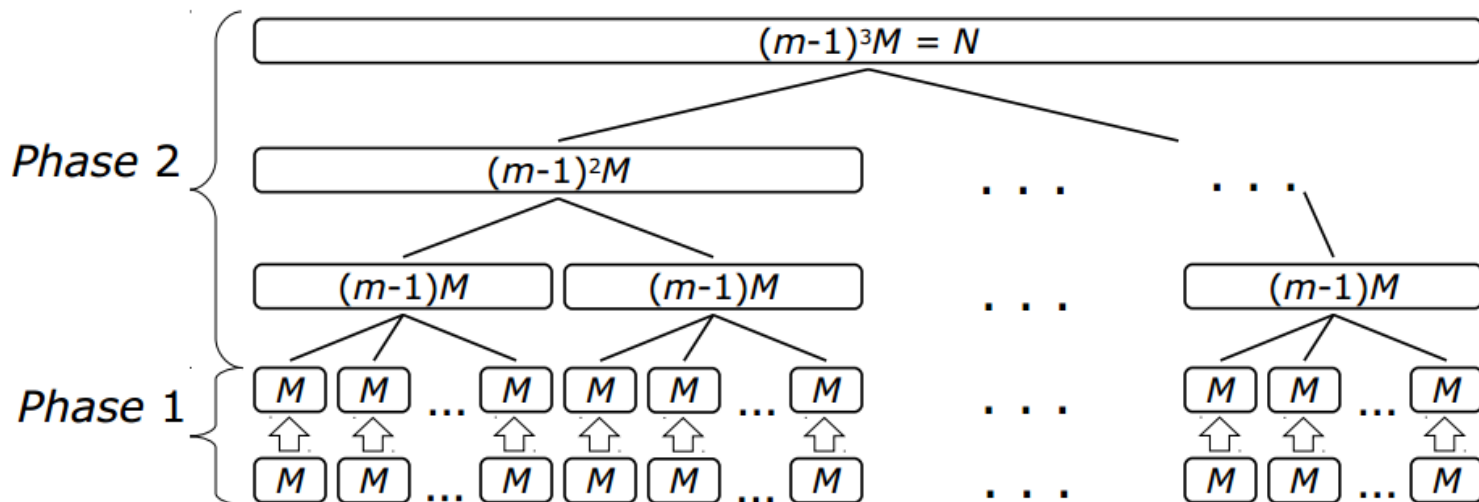 (m-1)³M = N
Phase 2
(m-1)²M
. . .
. . .
(m-1)M
(m-1)M
. . .
(m-1)M
M M ... M M M ... M . . . M M ... M
Phase 1
M M ... M M M ... M . . . M M ... M